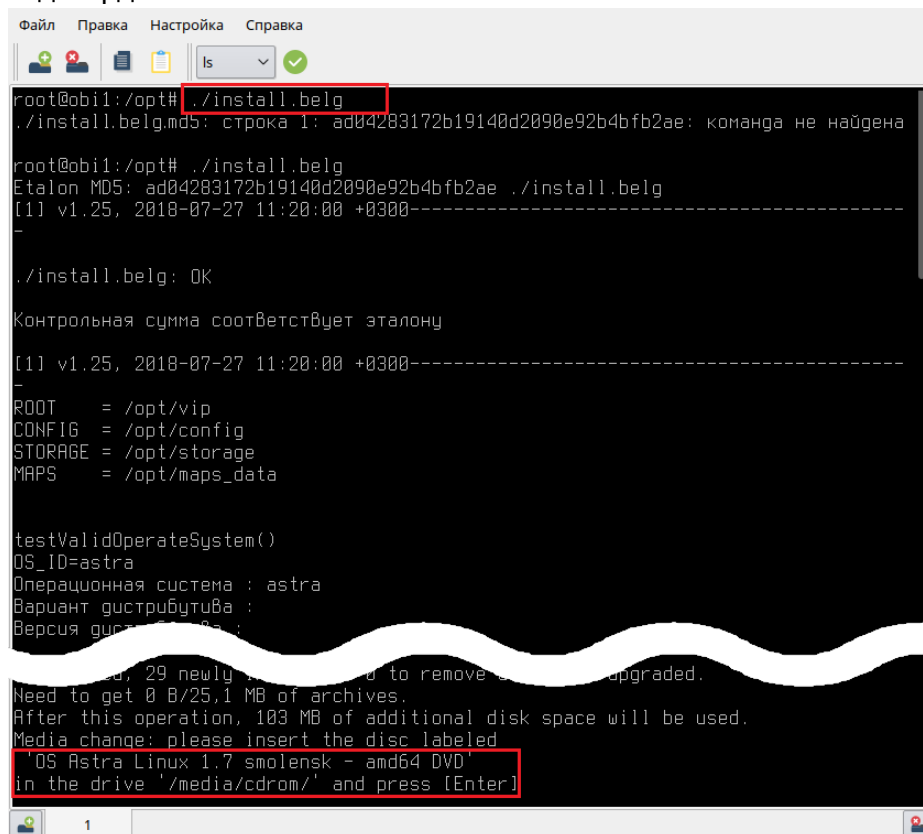 Файл Правка Настройка Справка
ls
root@obi1:/opt# ./install.belg
./install.belg.md5: строка 1: ad04283172b19140d2090e92b4bfb2ae: команда не найдена
root@obi1:/opt# ./install.belg
Etalon MD5: ad04283172b19140d2090e92b4bfb2ae ./install.belg
[1] v1.25, 2018-07-27 11:20:00 +0300----------------------------------------------
-
./install.belg: OK
Контрольная сумма соответствует эталону
[1] v1.25, 2018-07-27 11:20:00 +0300----------------------------------------------
-
ROOT    = /opt/vip
CONFIG  = /opt/config
STORAGE = /opt/storage
MAPS    = /opt/maps_data
testValidOperateSystem()
OS_ID=astra
Операционная система : astra
Вариант дистрибутива :
Версия :
29 newly to remove upgraded.
Need to get 0 B/25,1 MB of archives.
After this operation, 103 MB of additional disk space will be used.
Media change: please insert the disc labeled
'OS Astra Linux 1.7 smolensk - amd64 DVD'
in the drive '/media/cdrom/' and press [Enter]
1